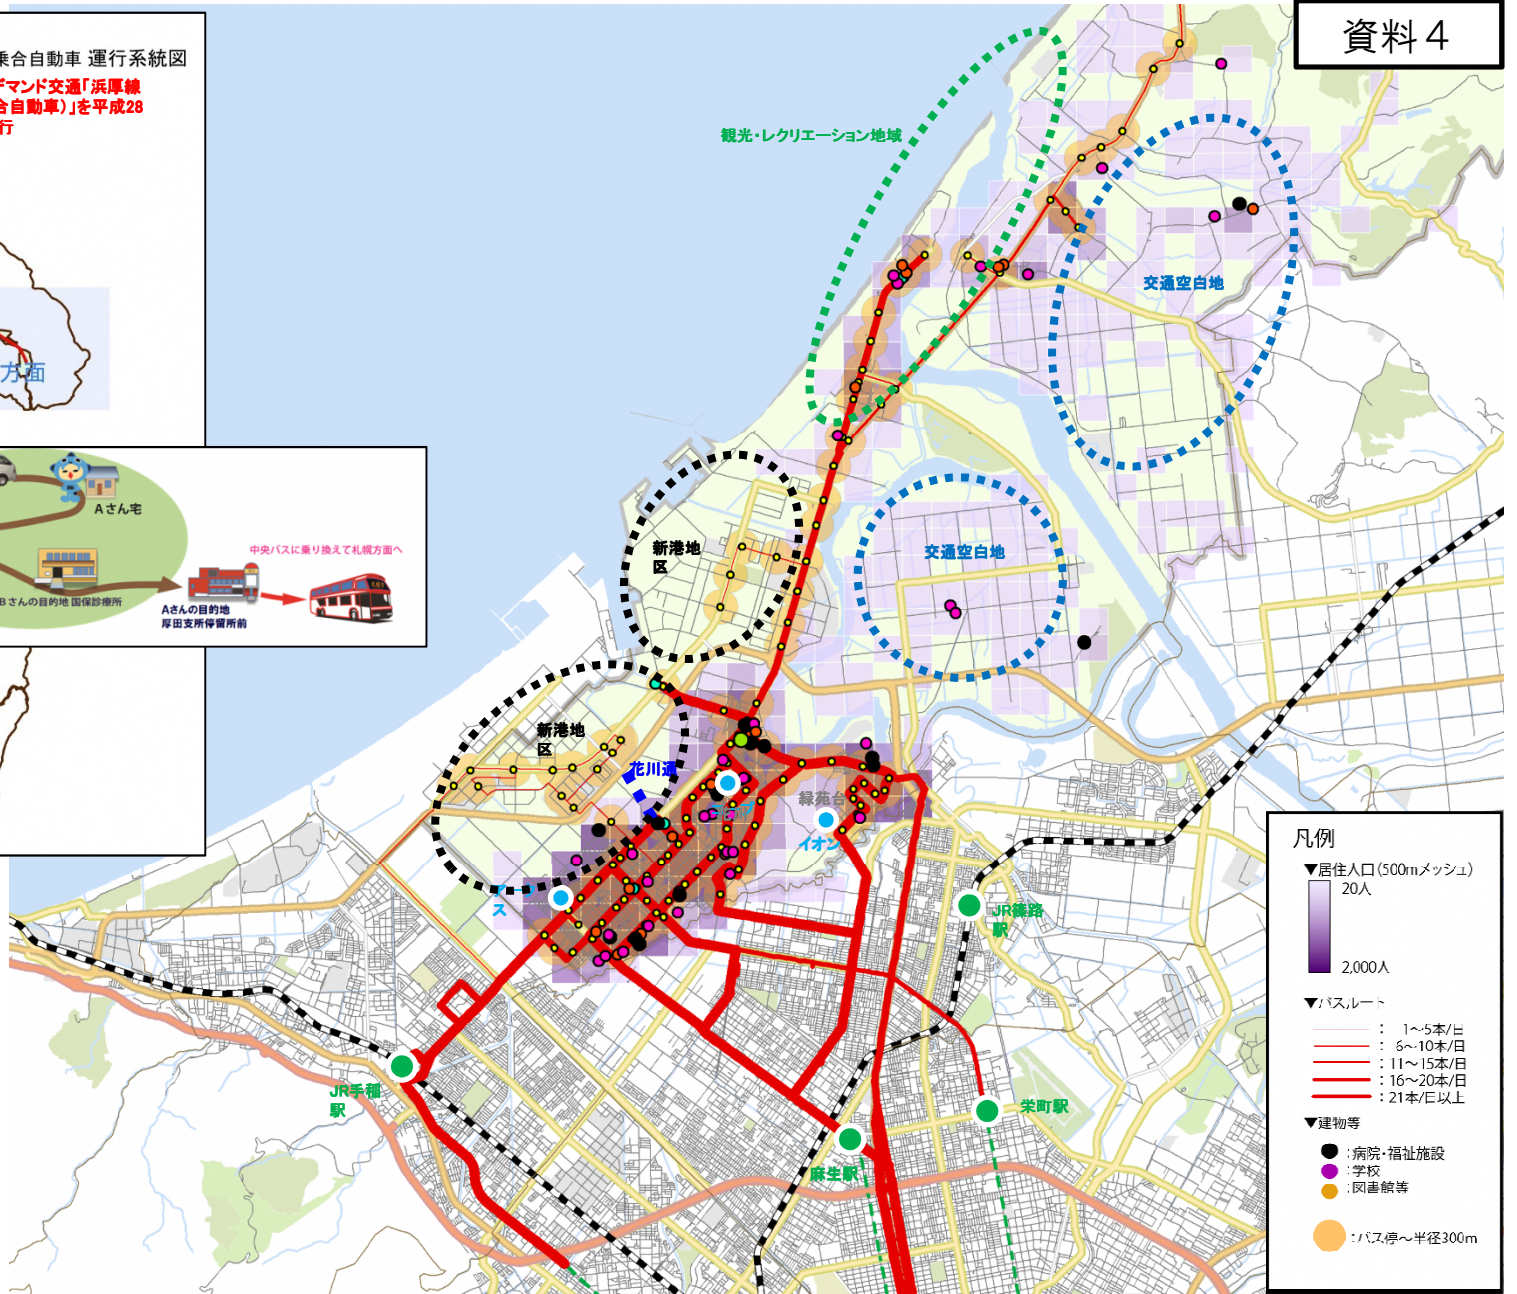 資料４
乗合自動車 運行系統図
デマンド交通「浜厚線
合自動車）」を平成28
行
観光・レクリエーション地域
交通空白地
方面
Aさん宅
中央バスに乗り換えて札幌方面へ
Bさんの目的地 国保診療所
Aさんの目的地
厚田支所停留所前
新港地
区
交通空白地
新港地
区
花川通
緑苑台
イオン
ス
JR篠路
駅
JR手稲
駅
栄町駅
麻生駅
凡例
▼居住人口（500mメッシュ）
20人
2,000人
▼バスルート
： 1～5本/日
： 6～10本/日
：11～15本/日
：16～20本/日
：21本/日以上
▼建物等
：病院・福祉施設
：学校
：図書館等
：バス停～半径300m